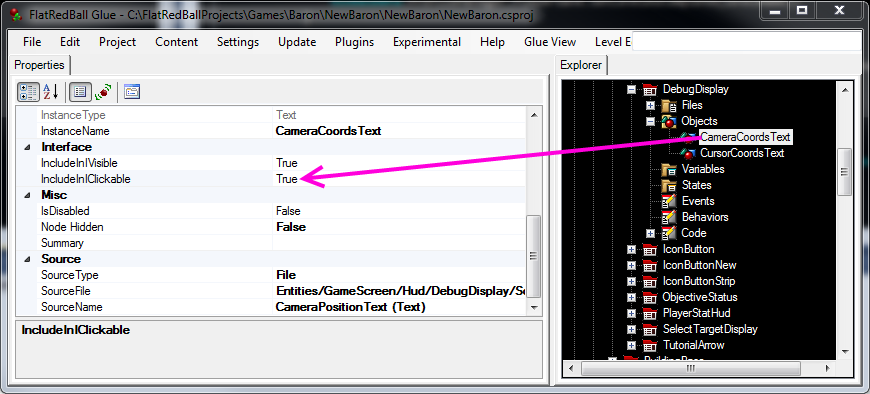 FlatRedBall Glue - C:\FlatRedBallProjects\Games\Baron\NewBaron\NewBaron\NewBaron.csproj
File Edit Project Content Settings Update Plugins Experimental Help Glue View Level E
Properties
InstanceType Text
InstanceName CameraCoordsText
Interface
IncludeInIVisible True
IncludeInIClickable True
Misc
IsDisabled False
Node Hidden False
Summary
Source
SourceType File
SourceFile Entities/GameScreen/Hud/DebugDisplay/Sc
SourceName CameraPositionText (Text)
IncludeInIClickable
Explorer
DebugDisplay
Files
Objects
CameraCoordsText
CursorCoordsText
Variables
States
Events
Behaviors
Code
IconButton
IconButtonNew
IconButtonStrip
ObjectiveStatus
PlayerStatHud
SelectTargetDisplay
TutorialArrow